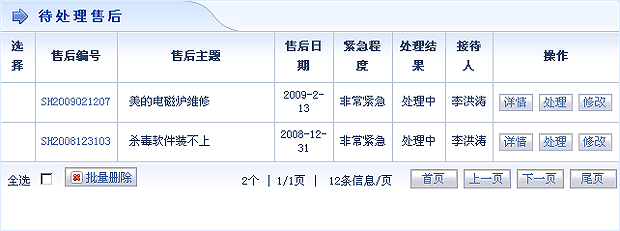 待处理售后
选择 售后编号 售后主题 售后日期 紧急程度 处理结果 接待人 操作
SH2009021207 美的电磁炉维修 2009-2-13 非常紧急 处理中 李洪涛 详情 处理 修改
SH2008123103 杀毒软件装不上 2008-12-31 非常紧急 处理中 李洪涛 详情 处理 修改
全选 批量删除 2个 | 1/1页 | 12条信息/页 首页 上一页 下一页 尾页